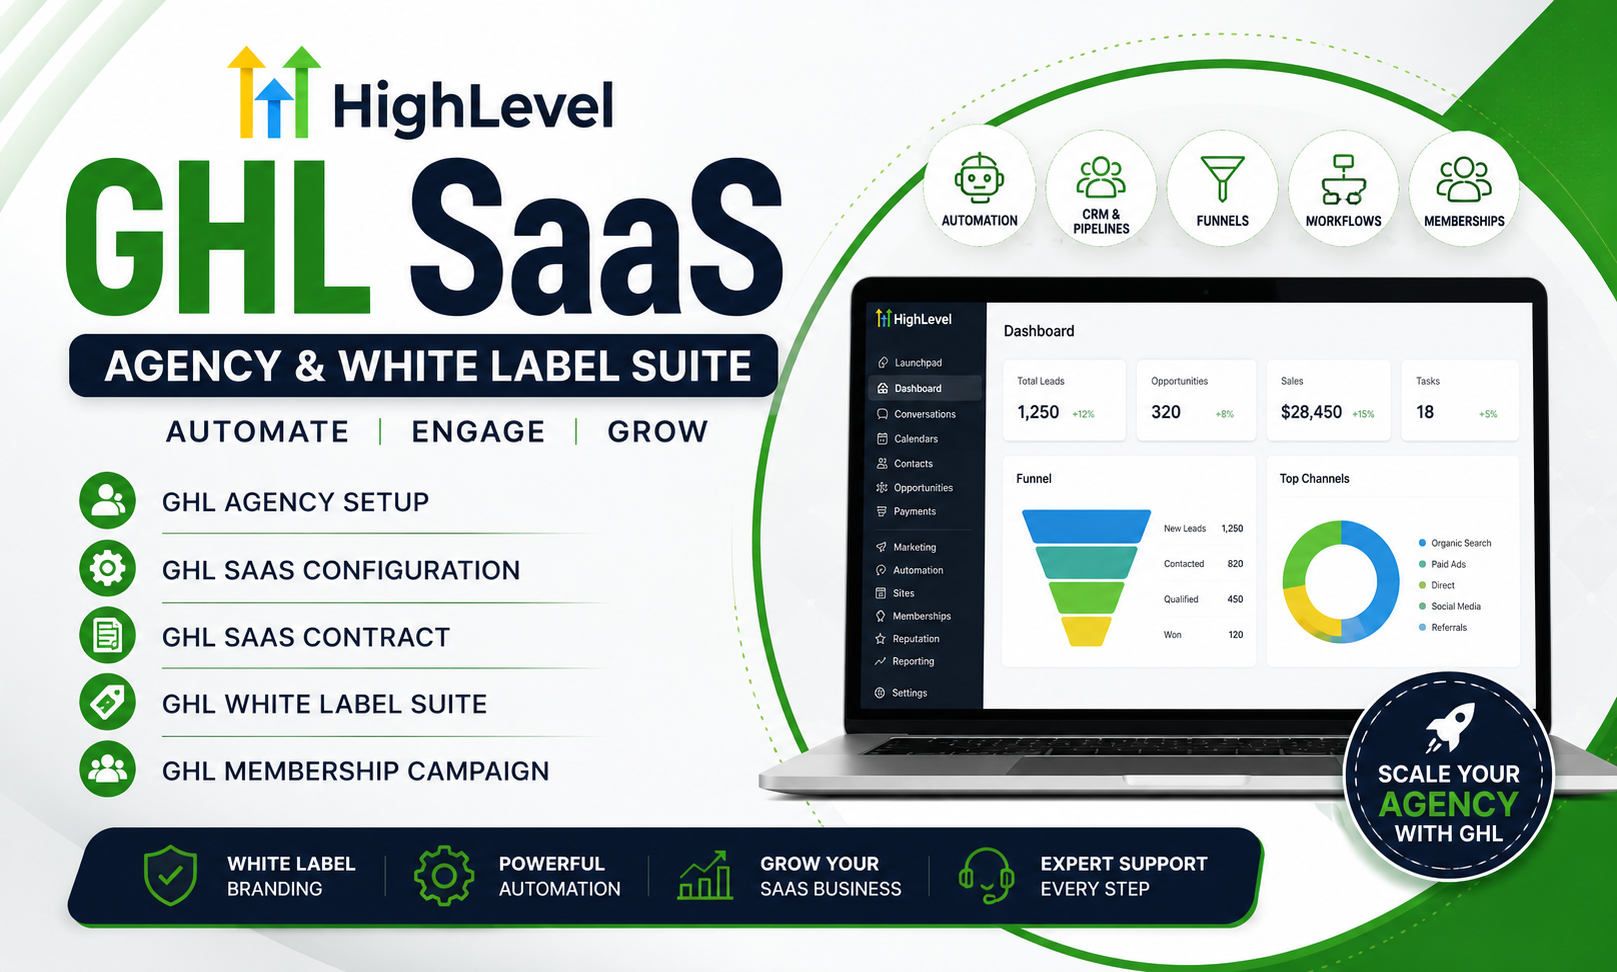 HighLevel
GHL SaaS
AGENCY & WHITE LABEL SUITE
AUTOMATE | ENGAGE | GROW
GHL AGENCY SETUP
GHL SAAS CONFIGURATION
GHL SAAS CONTRACT
GHL WHITE LABEL SUITE
GHL MEMBERSHIP CAMPAIGN
AUTOMATION
CRM &
PIPELINES
FUNNELS
MIORKFLOWS
MEMBERSHIPS
HighLevel
Launchpad
Dashboard
Conversations
Calendars
Contacts
Opportunities
Payments
Marketing
Automation
Sites
Memberships
Reputation
Reporting
Settings
Dashboard
Total Leads
1,250 +12%
Opportunities
320 +8%
Sales
$28,450 +15%
Tasks
18 +5%
Funnel
New Leads 1,250
Contacted 820
Qualified 450
Won 120
Top Channels
Organic Search
Paid Ads
Direct
Social Media
Referrals
SCALE YOUR
AGENCY
WITH GHL
WHITE LABEL
BRANDING
POWERFUL
AUTOMATION
GROW YOUR
SAAS BUSINESS
EXPERT SUPPORT
EVERY STEP